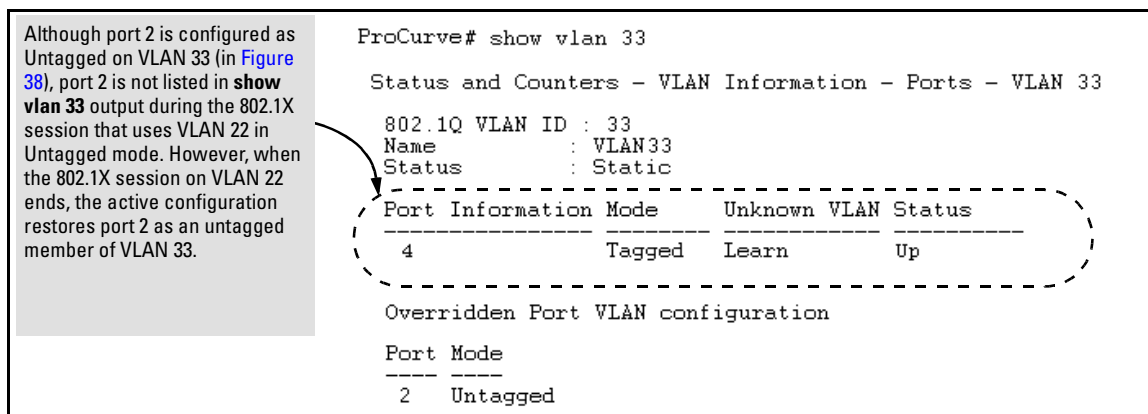 Although port 2 is configured as
Untagged on VLAN 33 (in Figure
38), port 2 is not listed in show
vlan 33 output during the 802.1X
session that uses VLAN 22 in
Untagged mode. However, when
the 802.1X session on VLAN 22
ends, the active configuration
restores port 2 as an untagged
member of VLAN 33.
ProCurve# show vlan 33
Status and Counters – VLAN Information – Ports – VLAN 33
802.1Q VLAN ID : 33
Name : VLAN33
Status : Static
Port Information Mode Unknown VLAN Status
---------------- -------- ------------ ----------
4 Tagged Learn Up
Overridden Port VLAN configuration
Port Mode
---- ----
2 Untagged